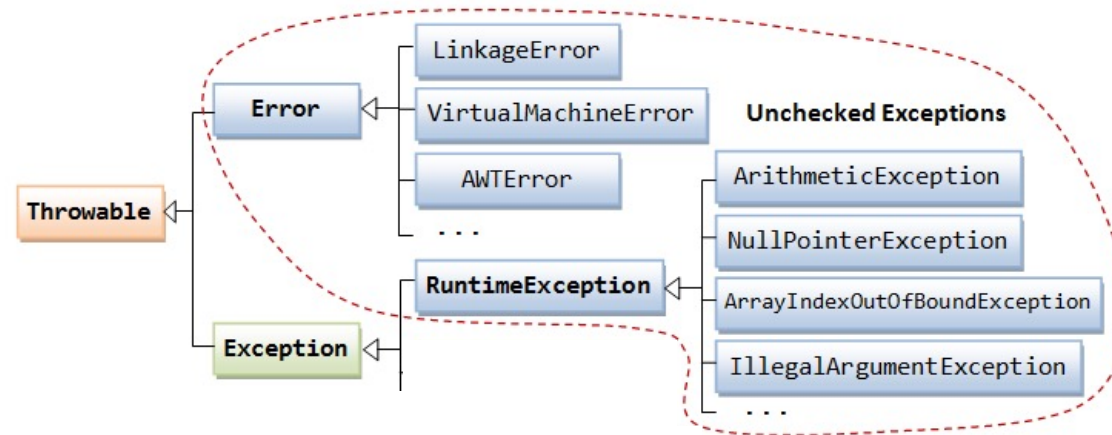 LinkageError
Error
VirtualMachineError
Unchecked Exceptions
AWTError
ArithmeticException
Throwable
...
NullPointerException
RuntimeException
ArrayIndexOutOfBoundException
Exception
IllegalArgumentException
...